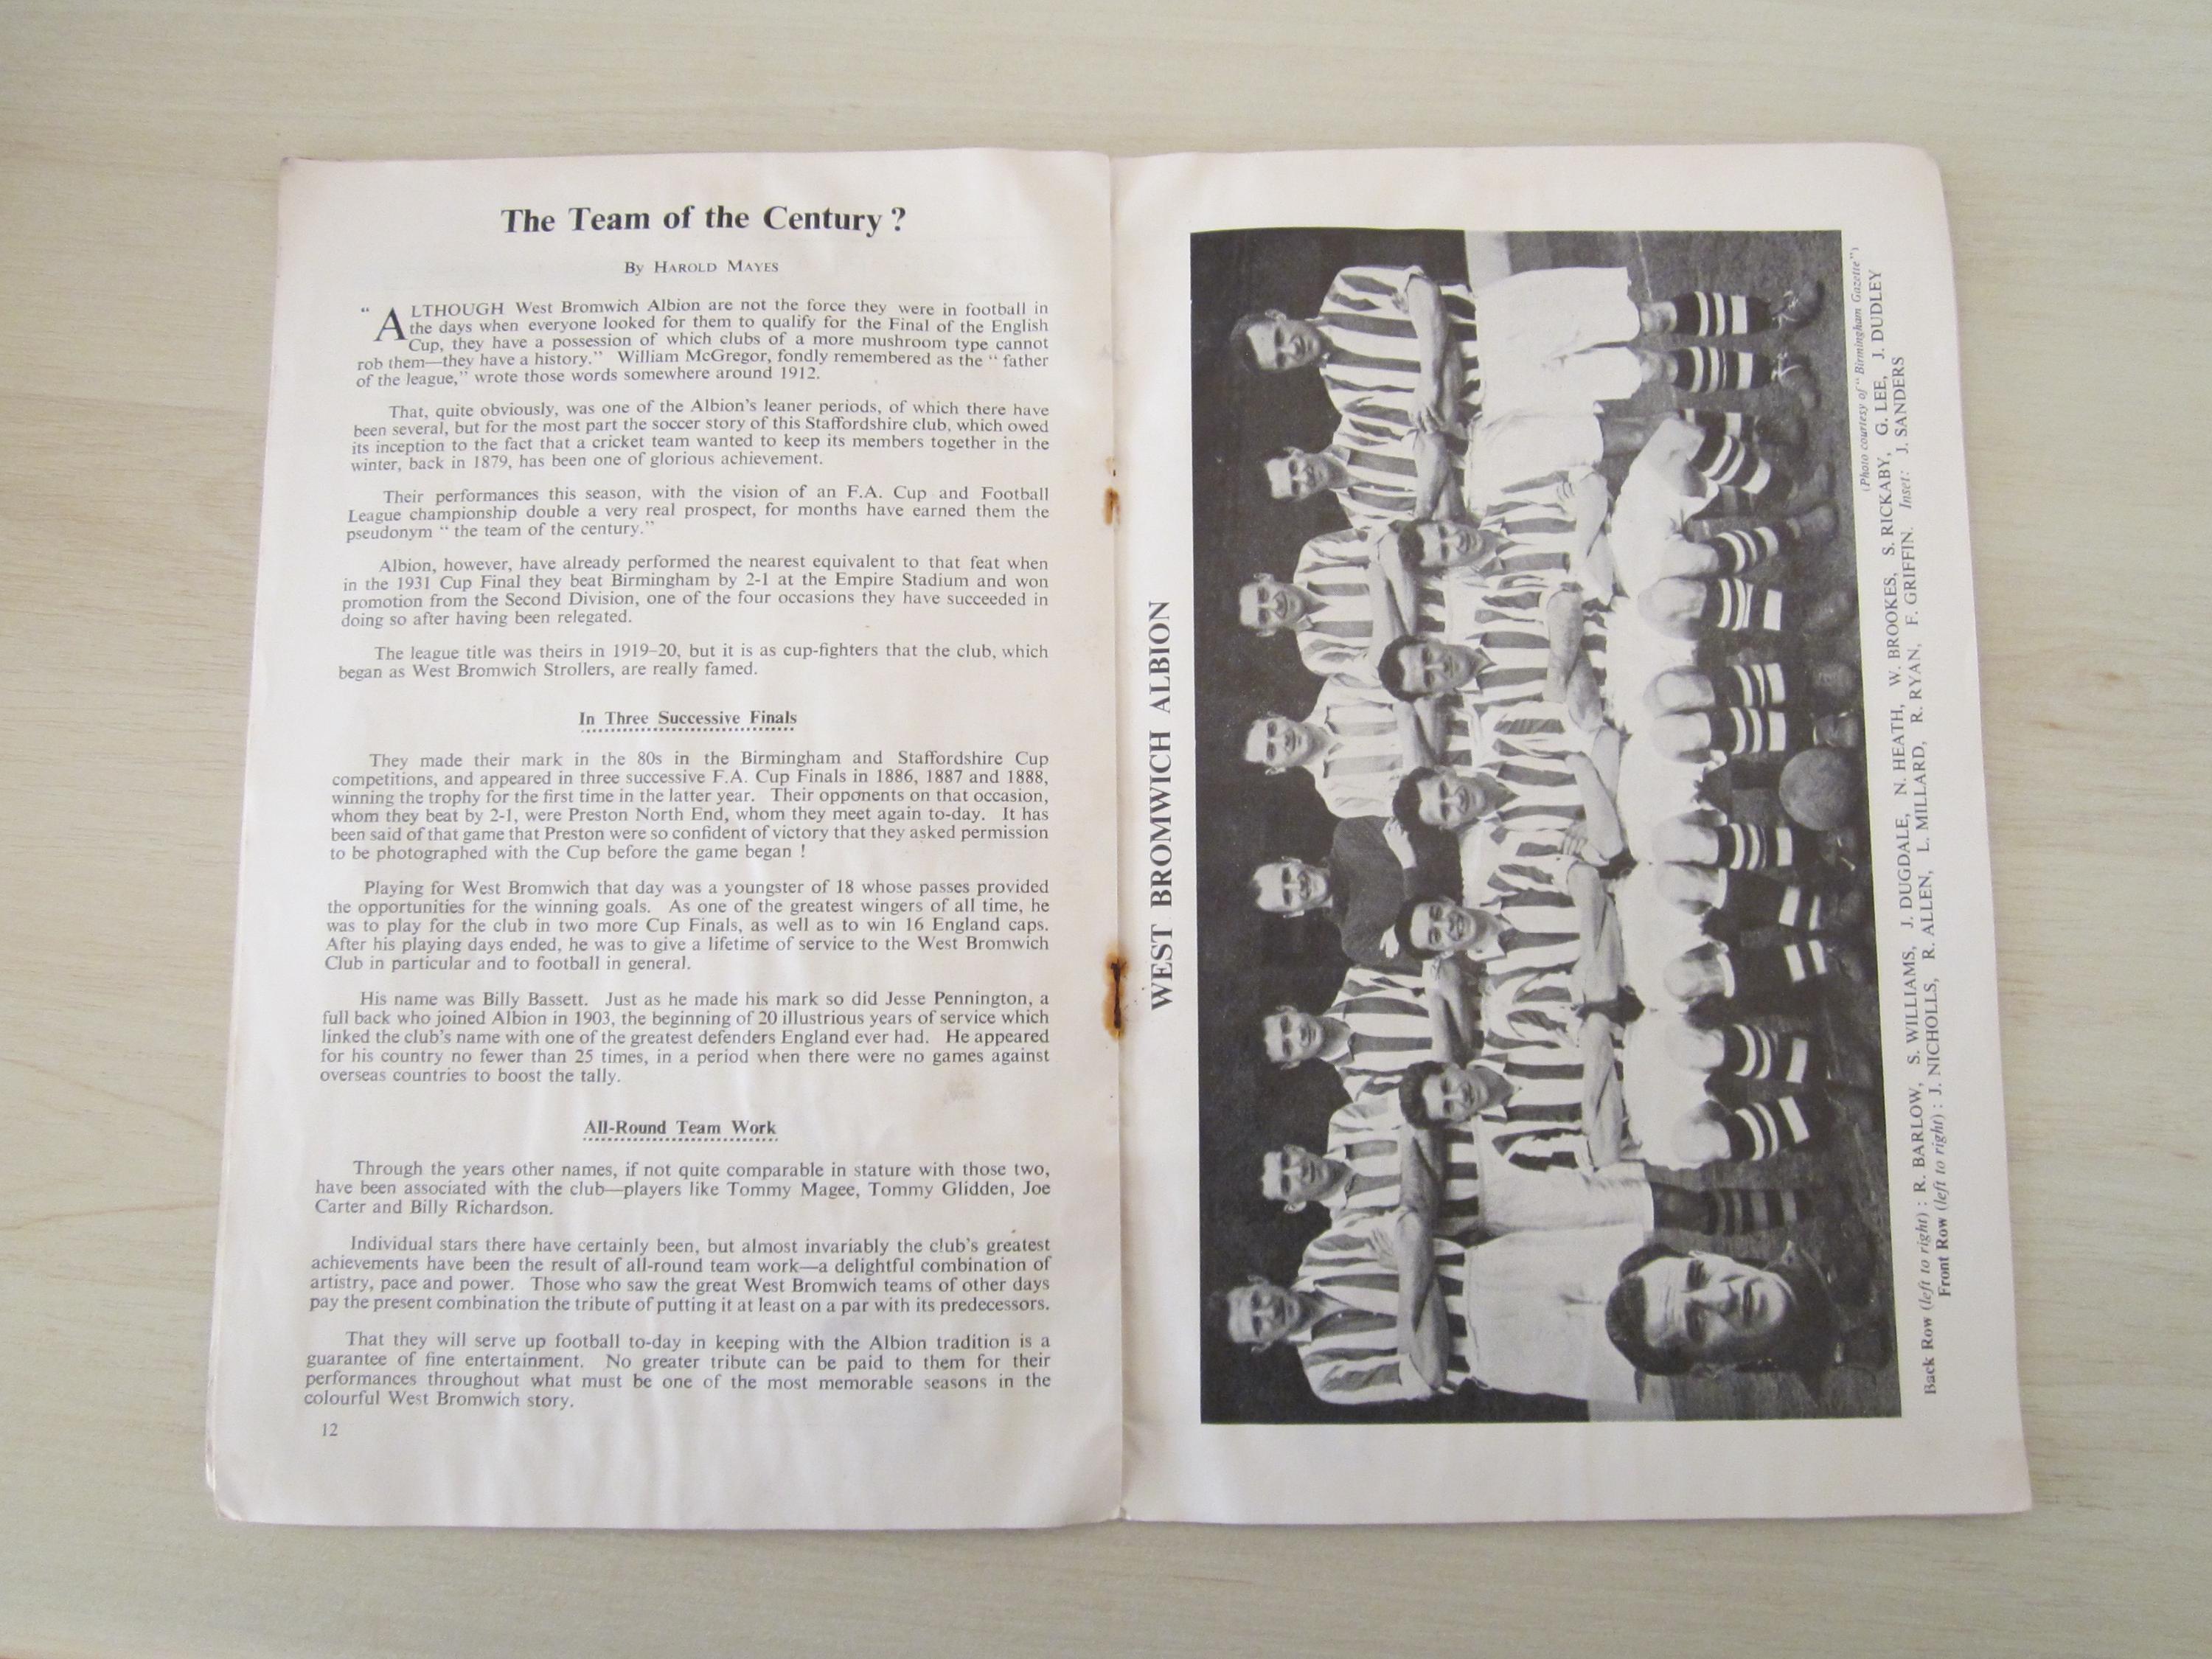 The Team of the Century ?
By HAROLD MAYES
“ ALTHOUGH West Bromwich Albion are not the force they were in football in
the days when everyone looked for them to qualify for the Final of the English
Cup, they have a possession of which clubs of a more mushroom type cannot
rob them—they have a history.” William McGregor, fondly remembered as the “ father
of the league,” wrote those words somewhere around 1912.
That, quite obviously, was one of the Albion’s leaner periods, of which there have
been several, but for the most part the soccer story of this Staffordshire club, which owed
its inception to the fact that a cricket team wanted to keep its members together in the
winter, back in 1879, has been one of glorious achievement.
Their performances this season, with the vision of an F.A. Cup and Football
League championship double a very real prospect, for months have earned them the
pseudonym “ the team of the century.”
Albion, however, have already performed the nearest equivalent to that feat when
in the 1931 Cup Final they beat Birmingham by 2-1 at the Empire Stadium and won
promotion from the Second Division, one of the four occasions they have succeeded in
doing so after having been relegated.
The league title was theirs in 1919–20, but it is as cup-fighters that the club, which
began as West Bromwich Strollers, are really famed.
In Three Successive Finals
They made their mark in the 80s in the Birmingham and Staffordshire Cup
competitions, and appeared in three successive F.A. Cup Finals in 1886, 1887 and 1888,
winning the trophy for the first time in the latter year. Their opponents on that occasion,
whom they beat by 2-1, were Preston North End, whom they meet again to-day. It has
been said of that game that Preston were so confident of victory that they asked permission
to be photographed with the Cup before the game began !
Playing for West Bromwich that day was a youngster of 18 whose passes provided
the opportunities for the winning goals. As one of the greatest wingers of all time, he
was to play for the club in two more Cup Finals, as well as to win 16 England caps.
After his playing days ended, he was to give a lifetime of service to the West Bromwich
Club in particular and to football in general.
His name was Billy Bassett. Just as he made his mark so did Jesse Pennington, a
full back who joined Albion in 1903, the beginning of 20 illustrious years of service which
linked the club’s name with one of the greatest defenders England ever had. He appeared
for his country no fewer than 25 times, in a period when there were no games against
overseas countries to boost the tally.
All-Round Team Work
Through the years other names, if not quite comparable in stature with those two,
have been associated with the club—players like Tommy Magee, Tommy Glidden, Joe
Carter and Billy Richardson.
Individual stars there have certainly been, but almost invariably the club’s greatest
achievements have been the result of all-round team work—a delightful combination of
artistry, pace and power. Those who saw the great West Bromwich teams of other days
pay the present combination the tribute of putting it at least on a par with its predecessors.
That they will serve up football to-day in keeping with the Albion tradition is a
guarantee of fine entertainment. No greater tribute can be paid to them for their
performances throughout what must be one of the most memorable seasons in the
colourful West Bromwich story.
12
WEST BROMWICH ALBION
(Photo courtesy of “ Birmingham Gazette ”)
Back Row (left to right) : R. BARLOW, S. WILLIAMS, J. DUGDALE, N. HEATH, W. BROOKES, S. RICKABY, G. LEE, J. DUDLEY
Front Row (left to right) : J. NICHOLLS, R. ALLEN, L. MILLARD, R. RYAN, F. GRIFFIN. Inset: J. SANDERS